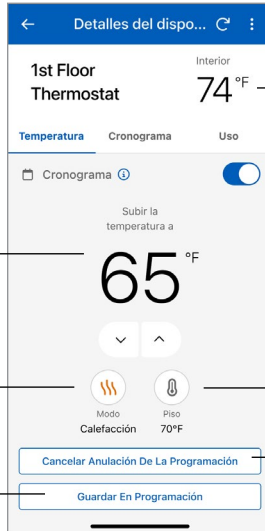 Detalles del dispo...
1st Floor
Thermostat
Interior
74°F
Temperatura Cronograma Uso
Cronograma
Subir la
temperatura a
65°F
Modo
Calefacción
Piso
70°F
Cancelar Anulación De La Programación
Guardar En Programación